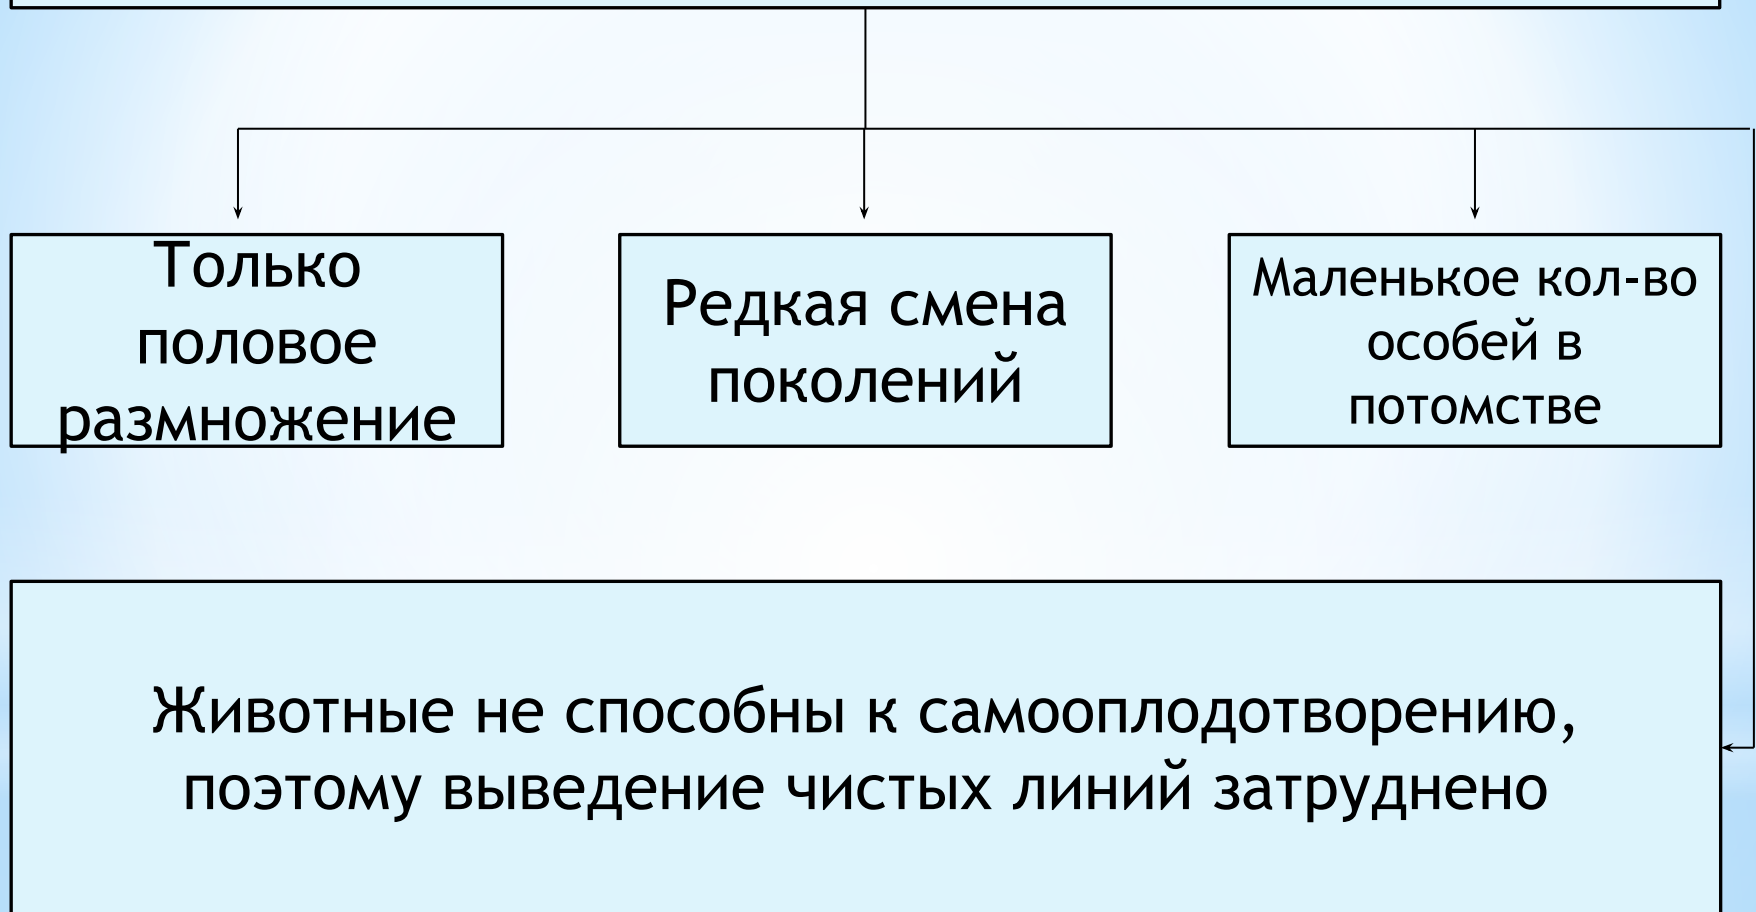 Только
половое
размножение
Редкая смена
поколений
Маленькое кол-во
особей в
потомстве
Животные не способны к самооплодотворению,
поэтому выведение чистых линий затруднено